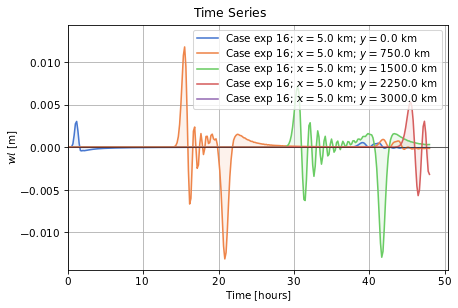 Time Series
Case exp 16; x = 5.0 km; y = 0.0 km
Case exp 16; x = 5.0 km; y = 750.0 km
Case exp 16; x = 5.0 km; y = 1500.0 km
Case exp 16; x = 5.0 km; y = 2250.0 km
Case exp 16; x = 5.0 km; y = 3000.0 km
wl [m]
0.010
0.005
0.000
−0.005
−0.010
0 10 20 30 40 50
Time [hours]